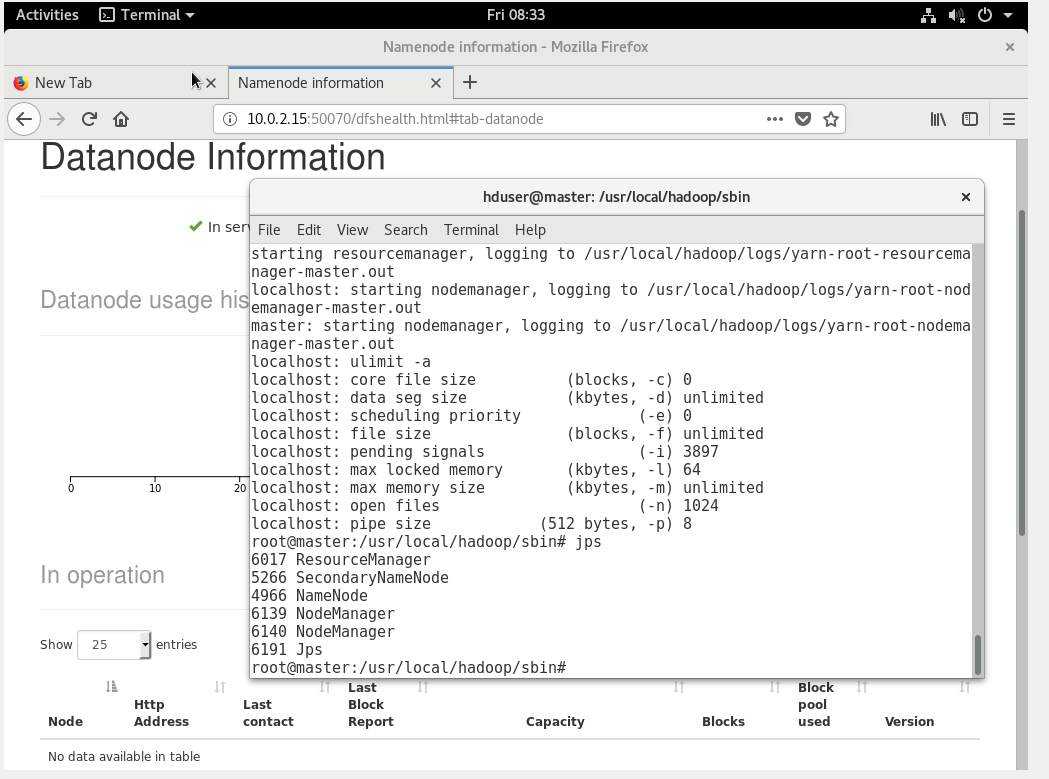 Activities Terminal Fri 08:33
Namenode information - Mozilla Firefox
New Tab Namenode information
10.0.2.15:50070/dfshealth.html#tab-datanode
Datanode Information
In serv
Datanode usage his
0 10 20
In operation
Show 25 entries
hduser@master: /usr/local/hadoop/sbin
File Edit View Search Terminal Help
starting resourcemanager, logging to /usr/local/hadoop/logs/yarn-root-resourcema
nager-master.out
localhost: starting nodemanager, logging to /usr/local/hadoop/logs/yarn-root-nod
emanager-master.out
master: starting nodemanager, logging to /usr/local/hadoop/logs/yarn-root-nodema
nager-master.out
localhost: ulimit -a
localhost: core file size (blocks, -c) 0
localhost: data seg size (kbytes, -d) unlimited
localhost: scheduling priority (-e) 0
localhost: file size (blocks, -f) unlimited
localhost: pending signals (-i) 3897
localhost: max locked memory (kbytes, -l) 64
localhost: max memory size (kbytes, -m) unlimited
localhost: open files (-n) 1024
localhost: pipe size (512 bytes, -p) 8
root@master:/usr/local/hadoop/sbin# jps
6017 ResourceManager
5266 SecondaryNameNode
4966 NameNode
6139 NodeManager
6140 NodeManager
6191 Jps
root@master:/usr/local/hadoop/sbin#
Node
Http
Address
Last
contact
Last
Block
Report
Capacity
Blocks
Block
pool
used
Version
No data available in table